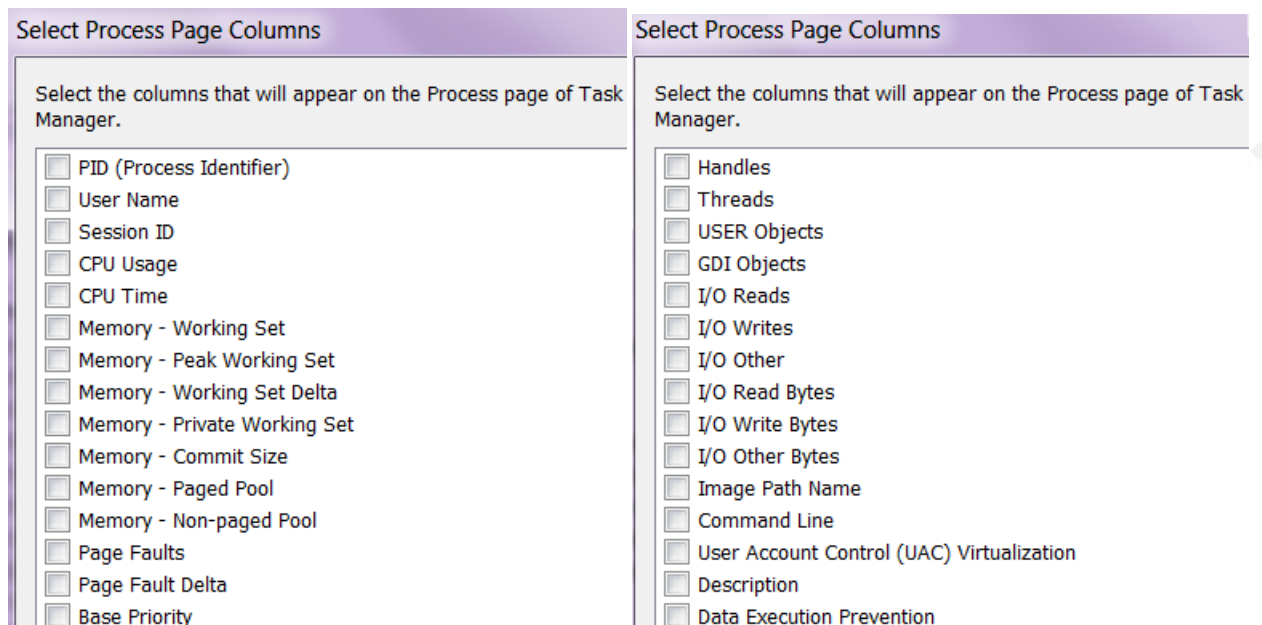 Select Process Page Columns
Select the columns that will appear on the Process page of Task
Manager.
PID (Process Identifier)
User Name
Session ID
CPU Usage
CPU Time
Memory - Working Set
Memory - Peak Working Set
Memory - Working Set Delta
Memory - Private Working Set
Memory - Commit Size
Memory - Paged Pool
Memory - Non-paged Pool
Page Faults
Page Fault Delta
Base Priority
Select Process Page Columns
Select the columns that will appear on the Process page of Task
Manager.
Handles
Threads
USER Objects
GDI Objects
I/O Reads
I/O Writes
I/O Other
I/O Read Bytes
I/O Write Bytes
I/O Other Bytes
Image Path Name
Command Line
User Account Control (UAC) Virtualization
Description
Data Execution Prevention